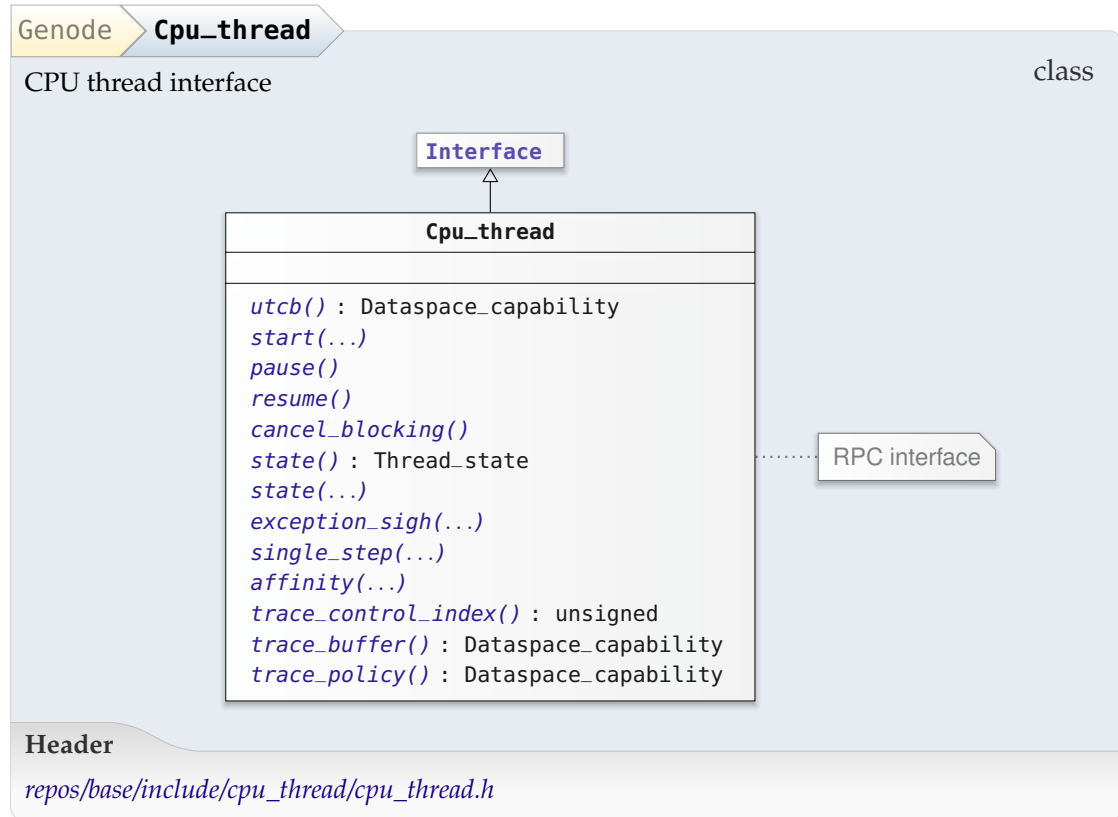 Genode Cpu_thread
CPU thread interface
class
Interface
Cpu_thread
utcb() : Dataspace_capability
start(...)
pause()
resume()
cancel_blocking()
state() : Thread_state
state(...)
exception_sigh(...)
single_step(...)
affinity(...)
trace_control_index() : unsigned
trace_buffer() : Dataspace_capability
trace_policy() : Dataspace_capability
RPC interface
Header
repos/base/include/cpu_thread/cpu_thread.h